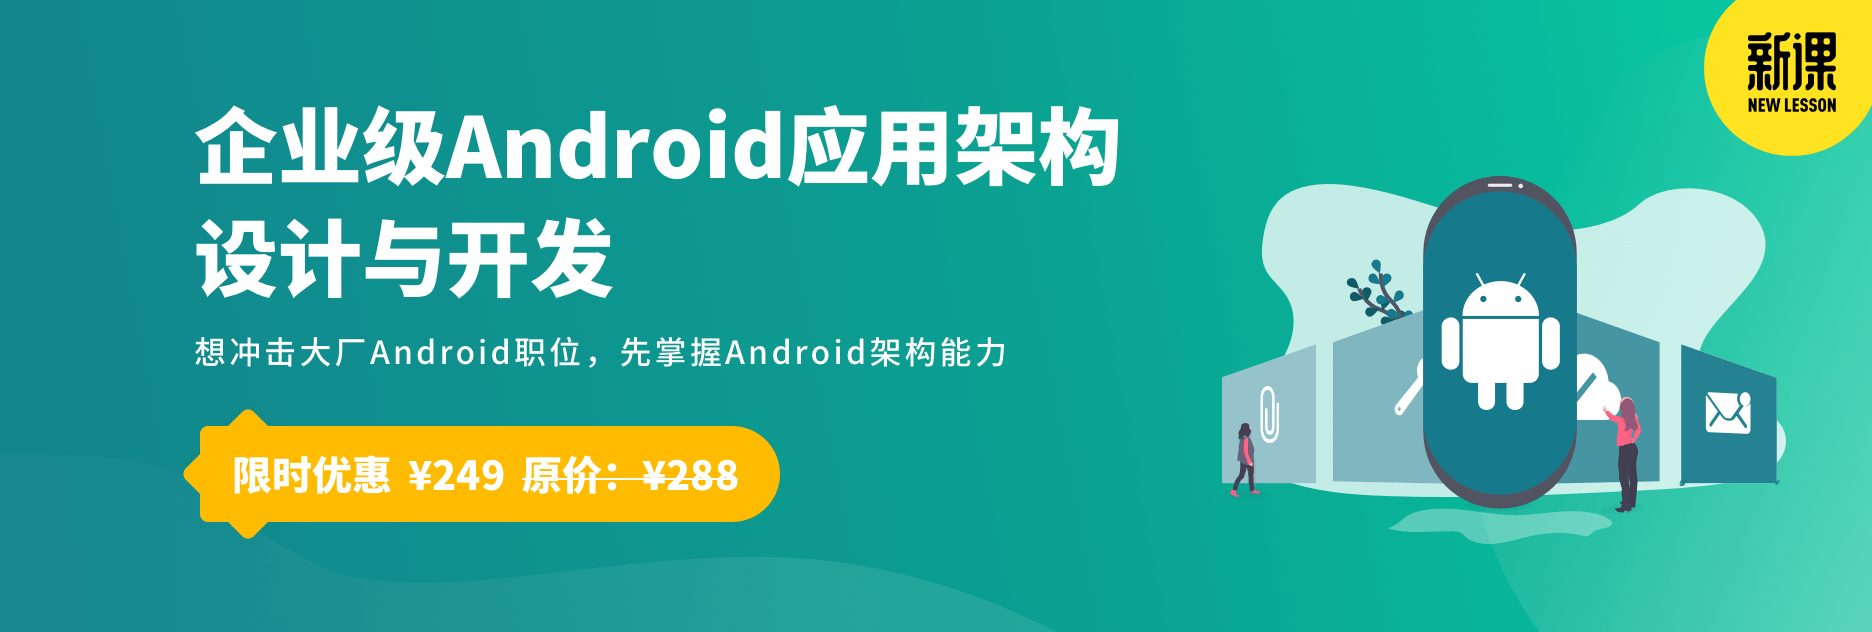 企业级Android应用架构
设计与开发
想冲击大厂Android职位，先掌握Android架构能力
限时优惠 ¥249 原价：¥288
新课
NEW LESSON